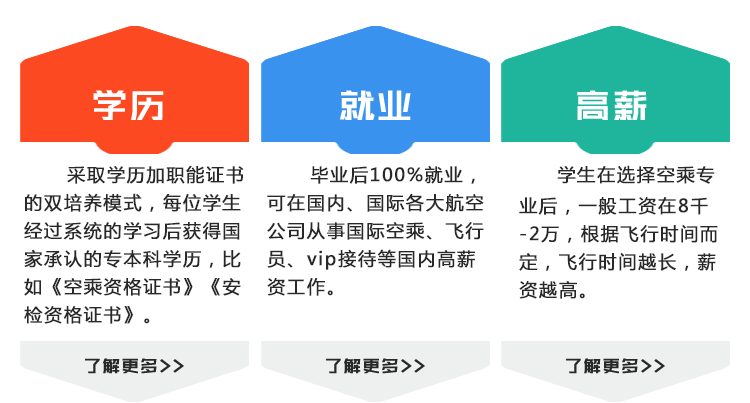 学历
采取学历加职能证书
的双培养模式，每位学生
经过系统的学习后获得国
家承认的专本科学历，比
如《空乘资格证书》《安
检资格证书》。
了解更多>>
就业
毕业后100%就业，
可在国内、国际各大航空
公司从事国际空乘、飞行
员、vip接待等国内高薪
资工作。
了解更多>>
高薪
学生在选择空乘专
业后，一般工资在8千
-2万，根据飞行时间而
定，飞行时间越长，薪
资越高。
了解更多>>